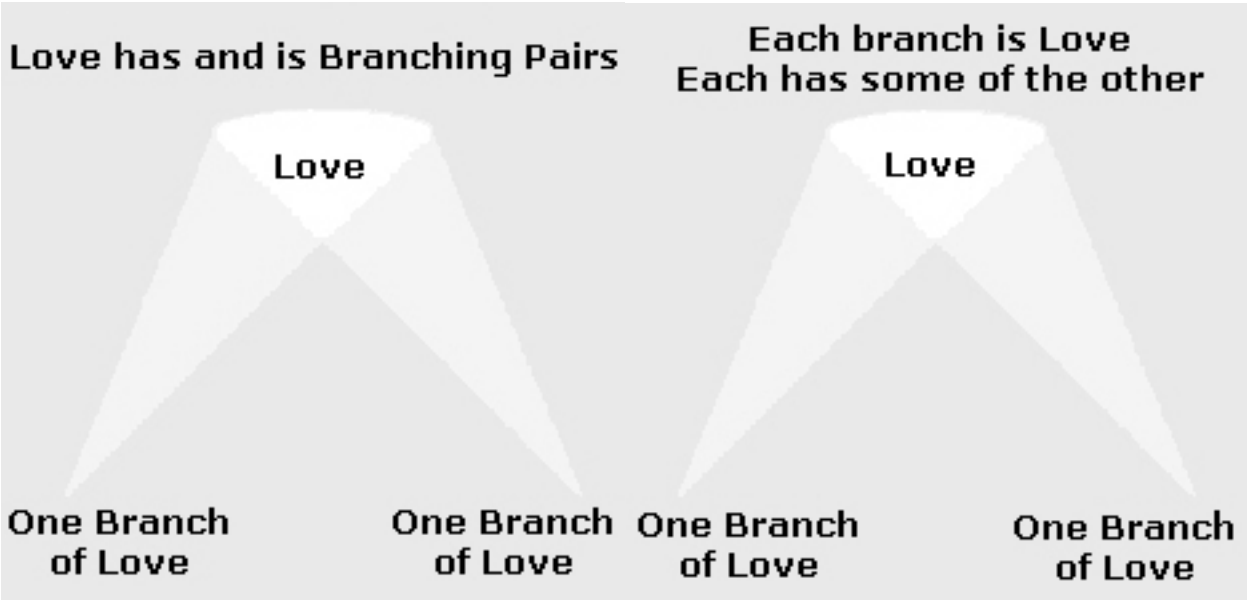 Love has and is Branching Pairs
Love
One Branch
of Love
One Branch
of Love
Each branch is Love
Each has some of the other
Love
One Branch
of Love
One Branch
of Love